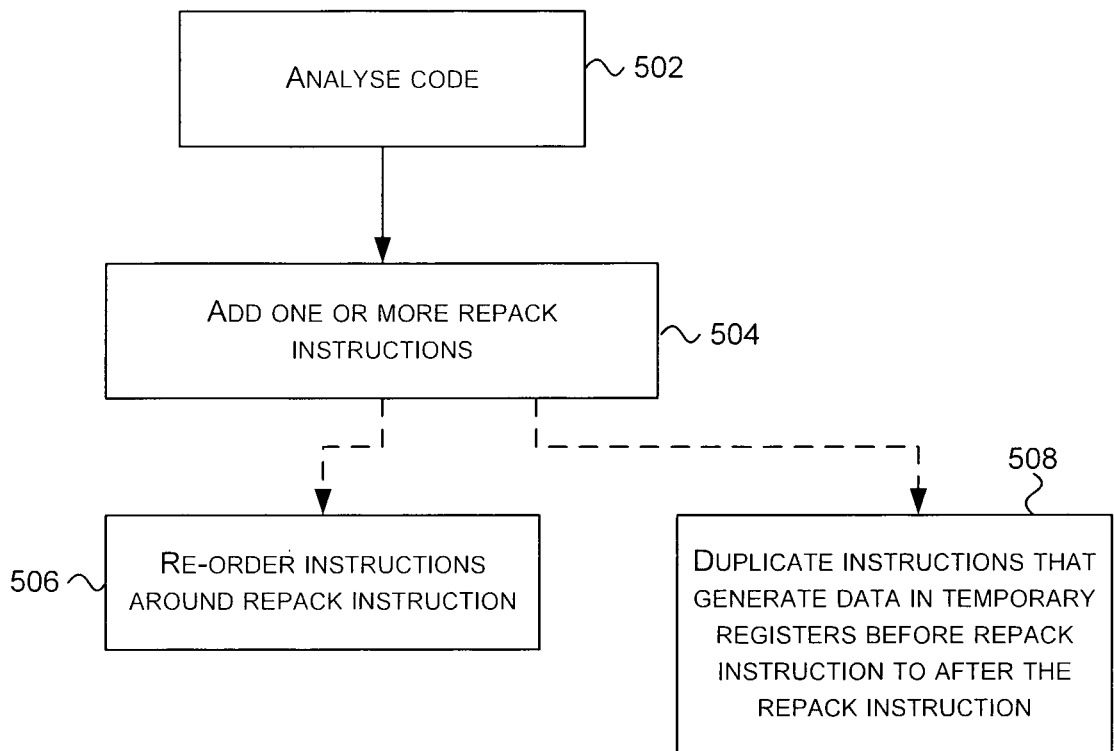 ANALYSE CODE
502
ADD ONE OR MORE REPACK
INSTRUCTIONS
504
506
RE-ORDER INSTRUCTIONS
AROUND REPACK INSTRUCTION
508
DUPLICATE INSTRUCTIONS THAT
GENERATE DATA IN TEMPORARY
REGISTERS BEFORE REPACK
INSTRUCTION TO AFTER THE
REPACK INSTRUCTION